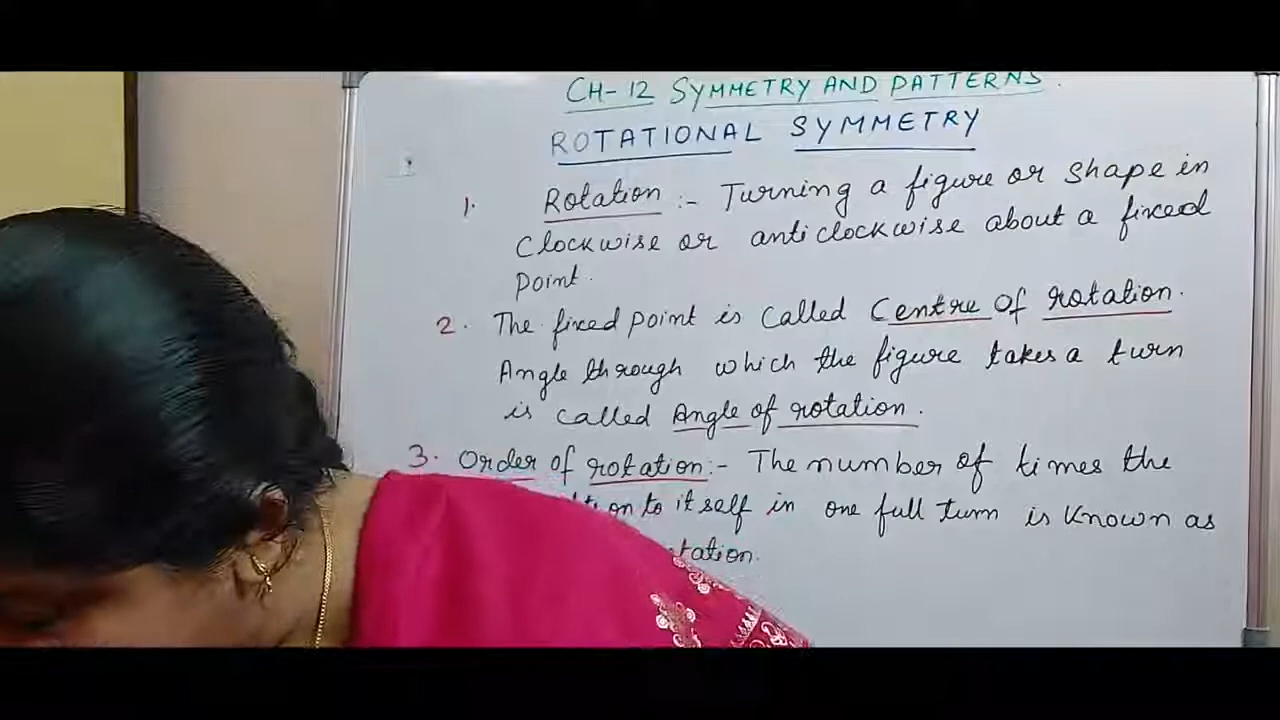 CH-12 SYMMETRY AND PATTERNS.
ROTATIONAL SYMMETRY
1. Rotation :- Turning a figure or shape in
Clockwise or anticlockwise about a fixed
Point.
2. The fixed point is called Centre of rotation.
Angle through which the figure takes a turn
is called Angle of rotation.
3. Order of rotation :- The number of times the
on to itself in one full turn is known as